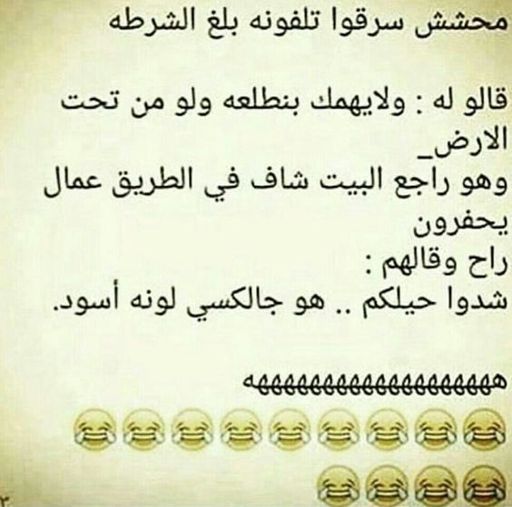 محشش سرقوا تلفونه بلغ الشرطه
قالو له : ولايهمك بنطلعه ولو من تحت
الارض_
وهو راجع البيت شاف في الطريق عمال
يحفرون
راح وقالهم :
شدوا حيلكم .. هو جالكسي لونه أسود.
ههههههههههههههههههههه
😂😂😂😂😂😂😂😂😂
😂😂😂😂